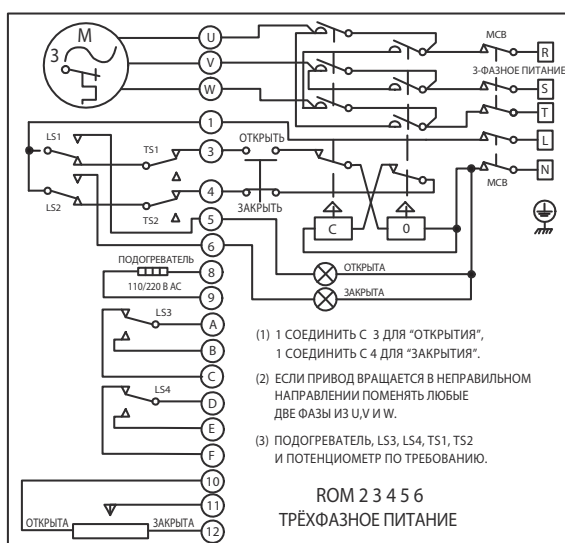 M
3
U
V
W
1
3
4
5
6
8
9
A
B
C
D
E
F
10
11
12
LS1
TS1
LS2
TS2
ОТКРЫТЬ
ЗАКРЫТЬ
MCB
R
3-ФАЗНОЕ ПИТАНИЕ
S
T
L
N
MCB
C
0
ОТКРЫТА
ЗАКРЫТА
ПОДОГРЕВАТЕЛЬ
110/220 В АС
LS3
LS4
(1) 1 СОЕДИНИТЬ С 3 ДЛЯ “ОТКРЫТИЯ”,
1 СОЕДИНИТЬ С 4 ДЛЯ “ЗАКРЫТИЯ”.
(2) ЕСЛИ ПРИВОД ВРАЩАЕТСЯ В НЕПРАВИЛЬНОМ
НАПРАВЛЕНИИ ПОМЕНЯТЬ ЛЮБЫЕ
ДВЕ ФАЗЫ ИЗ U,V И W.
(3) ПОДОГРЕВАТЕЛЬ, LS3, LS4, TS1, TS2
И ПОТЕНЦИОМЕТР ПО ТРЕБОВАНИЮ.
ОТКРЫТА
ЗАКРЫТА
ROM 2 3 4 5 6
ТРЁХФАЗНОЕ ПИТАНИЕ